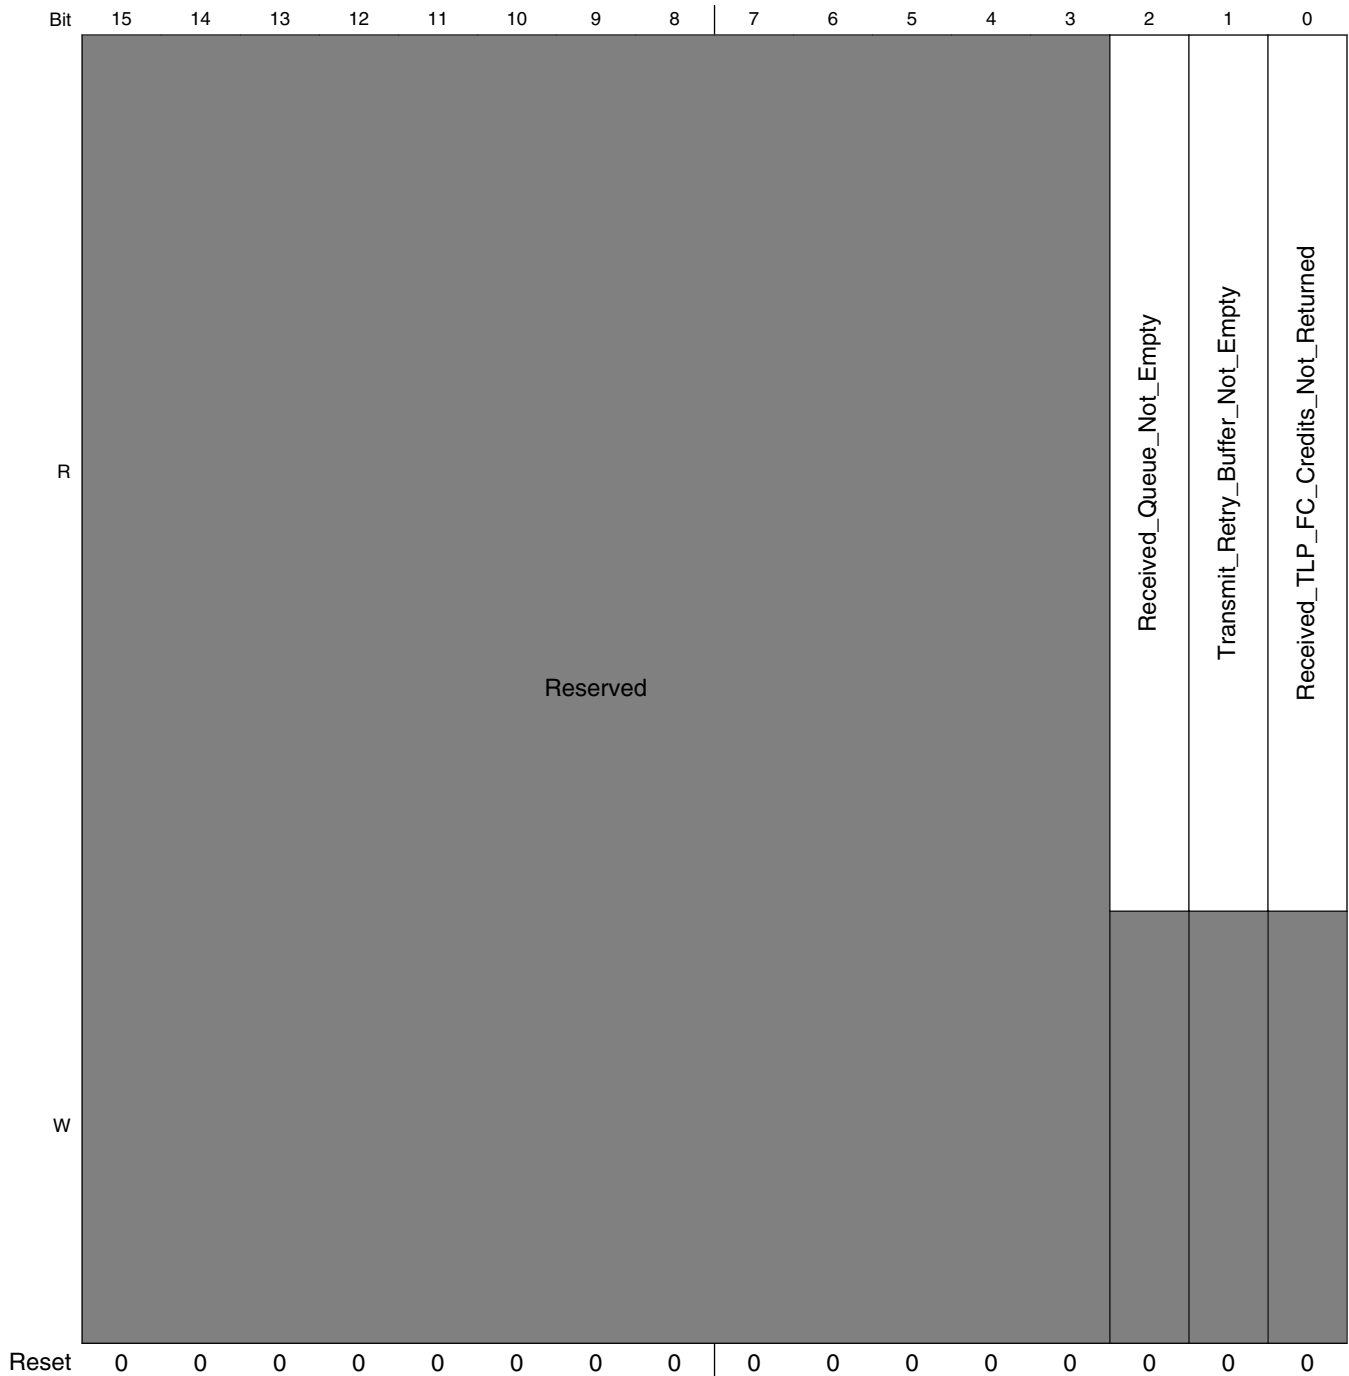 Bit 15 14 13 12 11 10 9 8 7 6 5 4 3 2 1 0
R
Received_Queue_Not_Empty
Transmit_Retry_Buffer_Not_Empty
Received_TLP_FC_Credits_Not_Returned
Reserved
W
Reset 0 0 0 0 0 0 0 0 0 0 0 0 0 0 0 0